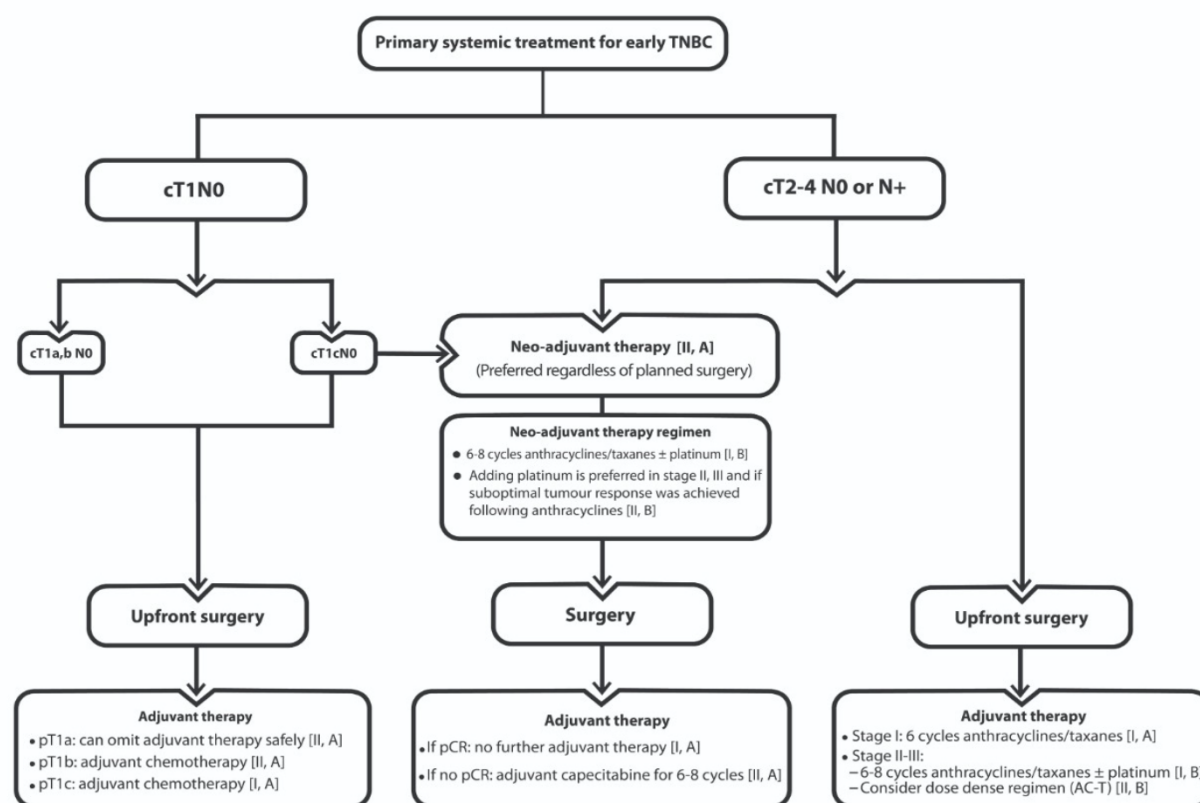 Primary systemic treatment for early TNBC
cT1N0
cT2-4 N0 or N+
cT1a,b N0
cT1cN0
Neo-adjuvant therapy [II, A]
(Preferred regardless of planned surgery)
Neo-adjuvant therapy regimen
● 6-8 cycles anthracyclines/taxanes ± platinum [I, B]
● Adding platinum is preferred in stage II, III and if
suboptimal tumour response was achieved
following anthracyclines [II, B]
Upfront surgery
Surgery
Upfront surgery
Adjuvant therapy
• pT1a: can omit adjuvant therapy safely [II, A]
• pT1b: adjuvant chemotherapy [II, A]
• pT1c: adjuvant chemotherapy [I, A]
Adjuvant therapy
• If pCR: no further adjuvant therapy [I, A]
• If no pCR: adjuvant capecitabine for 6-8 cycles [II, A]
Adjuvant therapy
• Stage I: 6 cycles anthracyclines/taxanes [I, A]
• Stage II-III:
–6-8 cycles anthracyclines/taxanes ± platinum [I, B]
–Consider dose dense regimen (AC-T) [II, B]